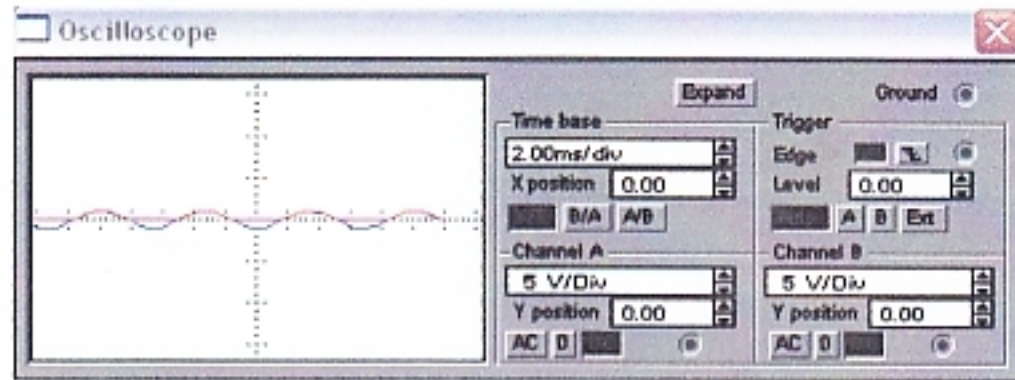 Oscilloscope
Expand
Ground
Time base
2.00ms/div
X position 0.00
B/A A/B
Trigger
Edge
Level 0.00
A B Ext
Channel A
5 V/Div
Y position 0.00
AC 0
Channel B
5 V/Div
Y position 0.00
AC 0